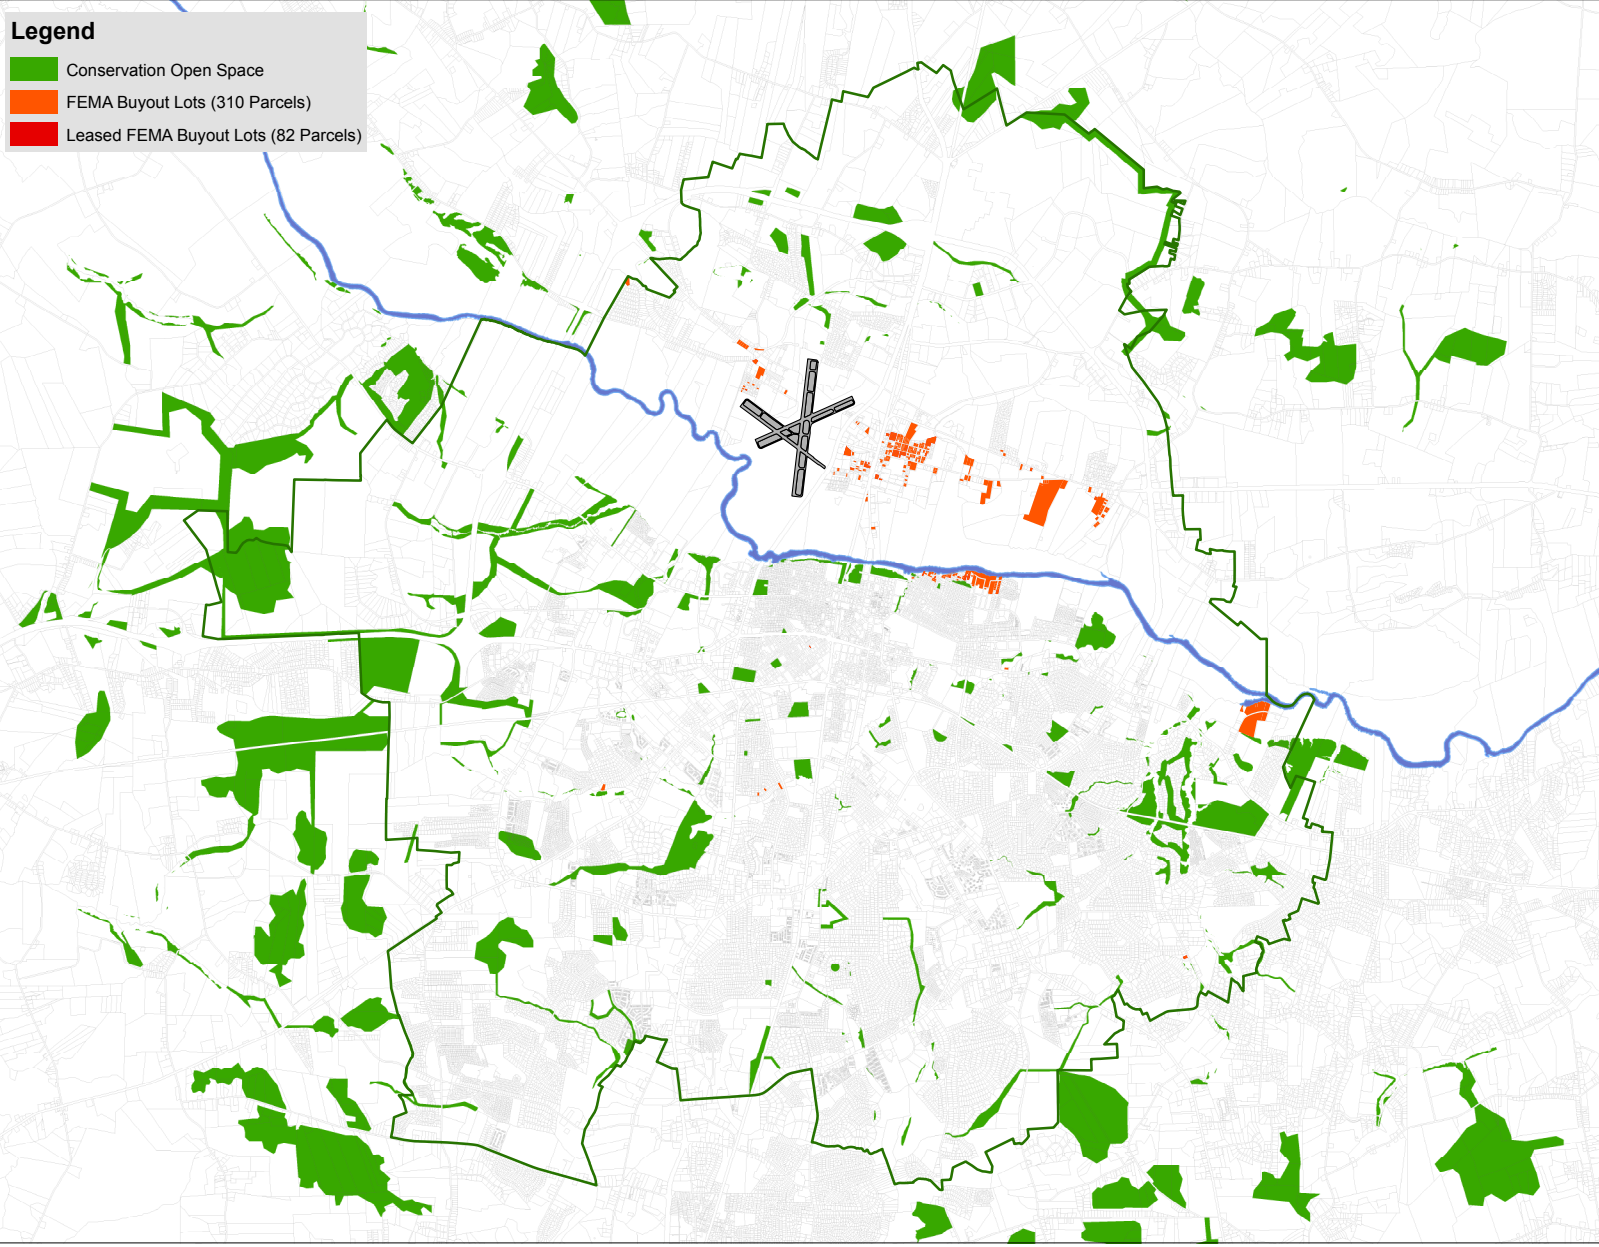 Legend
Conservation Open Space
FEMA Buyout Lots (310 Parcels)
Leased FEMA Buyout Lots (82 Parcels)